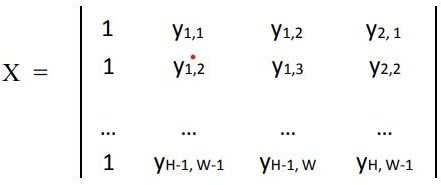 1 y1,1 y1,2 y2, 1
X = 1 y1,2 y1,3 y2,2
... ... ... ...
1 yH-1, W-1 yH-1, W yH, W-1